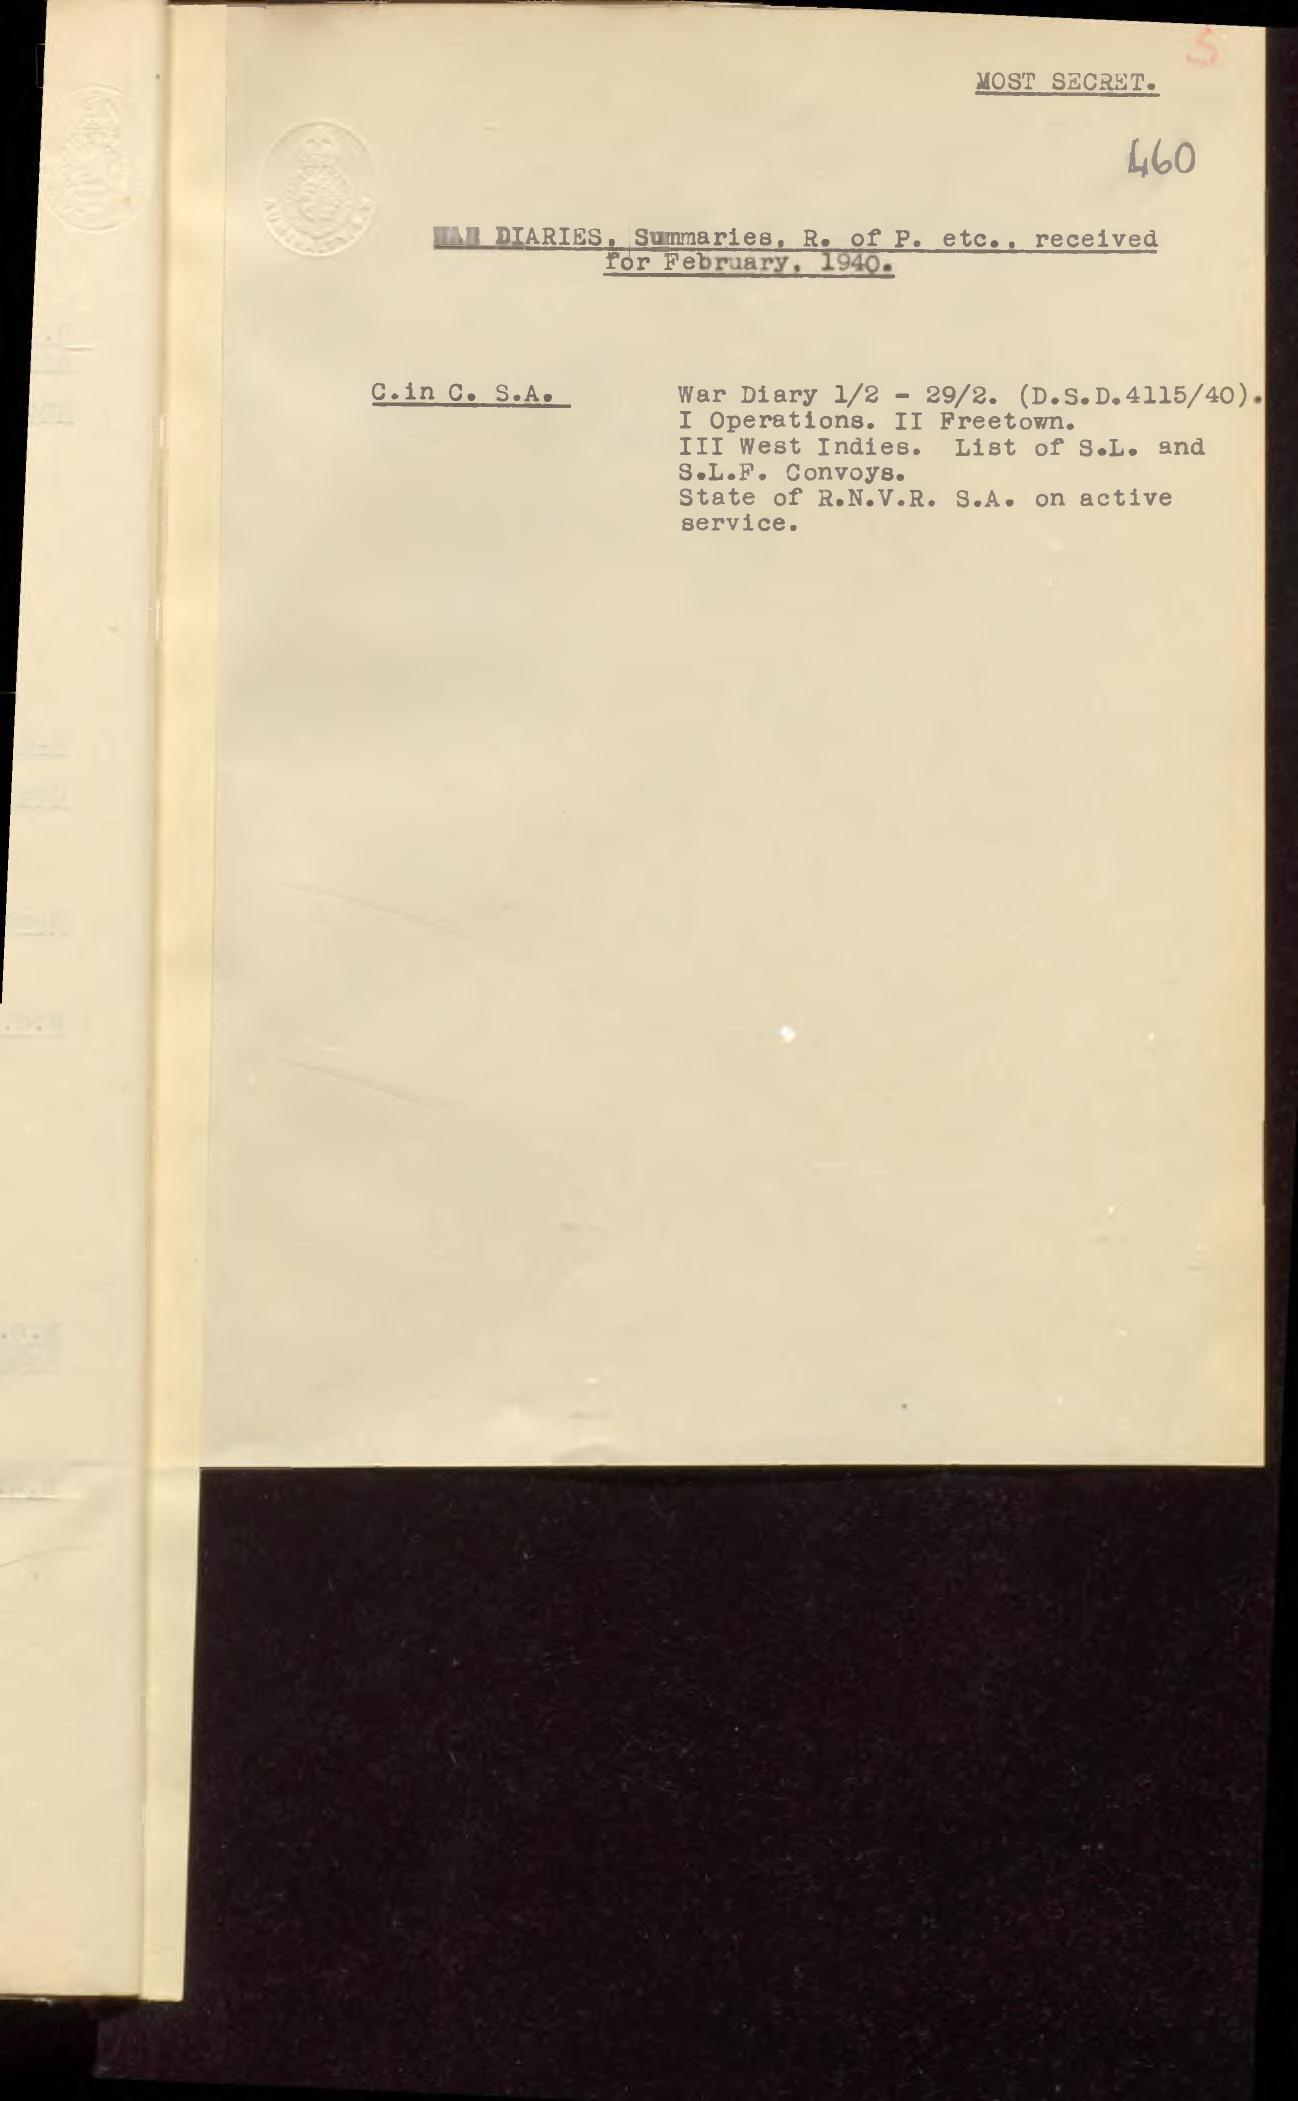 5
MOST SECRET.
460
WAR DIARIES, Summaries, R. of P. etc., received
for February, 1940.
C.in C. S.A.
War Diary 1/2 - 29/2. (D.S.D.4115/40).
I Operations. II Freetown.
III West Indies. List of S.L. and
S.L.F. Convoys.
State of R.N.V.R. S.A. on active
service.